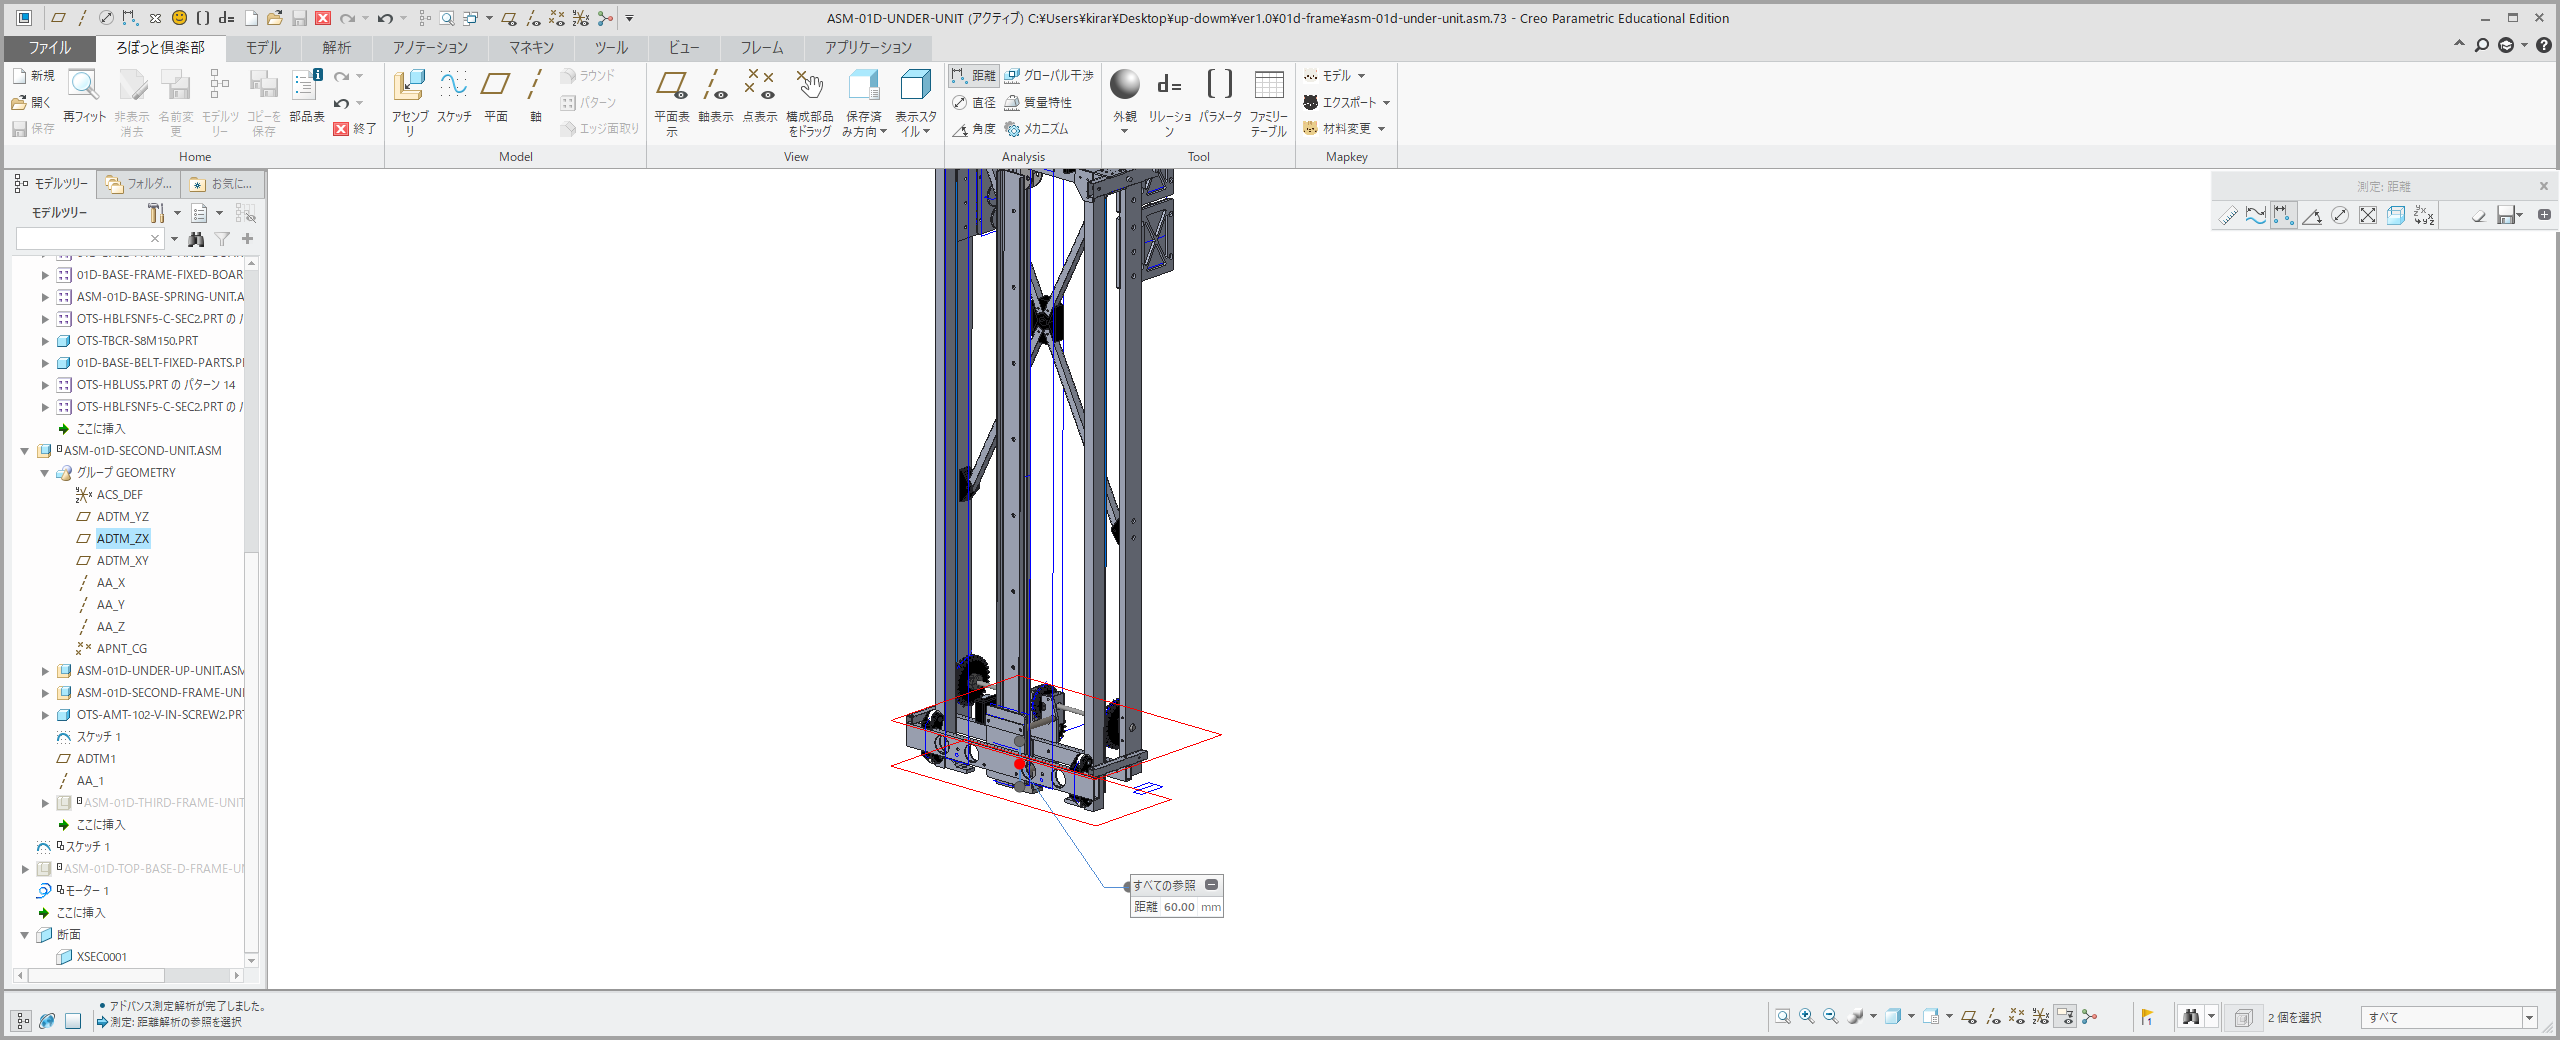 ASM-01D-UNDER-UNIT (アクティブ) C:¥Users¥kirar¥Desktop¥up-dowm¥ver1.0¥01d-frame¥asm-01d-under-unit.asm.73 - Creo Parametric Educational Edition
ファイル ろぼっと倶楽部 モデル 解析 アノテーション マネキン ツール ビュー フレーム アプリケーション
新規
開く
保存
再フィット
非表示
消去
名前変
更
モデルツ
リー
コピーを
保存
部品表
終了
アセンブ
リ
スケッチ
平面
軸
ラウンド
パターン
エッジ面取り
平面表
示
軸表示
点表示
構成部品
をドラッグ
保存済
み方向
表示スタ
イル
距離
直径
角度
グローバル干渉
質量特性
メカニズム
外観
リレーショ
ン
パラメータ
ファミリー
テーブル
モデル
エクスポート
材料変更
Home Model View Analysis Tool Mapkey
モデルツリー フォルダ... お気に...
モデルツリー
01D-BASE-FRAME-FIXED-BOAR
ASM-01D-BASE-SPRING-UNIT.A
OTS-HBLFSNF5-C-SEC2.PRT の
OTS-TBCR-S8M150.PRT
01D-BASE-BELT-FIXED-PARTS.P
OTS-HBLUS5.PRT の パターン 14
OTS-HBLFSNF5-C-SEC2.PRT の
ここに挿入
ASM-01D-SECOND-UNIT.ASM
グループ GEOMETRY
ACS_DEF
ADTM_YZ
ADTM_ZX
ADTM_XY
AA_X
AA_Y
AA_Z
APNT_CG
ASM-01D-UNDER-UP-UNIT.ASM
ASM-01D-SECOND-FRAME-UNI
OTS-AMT-102-V-IN-SCREW2.PRT
スケッチ 1
ADTM1
AA_1
ASM-01D-THIRD-FRAME-UNIT
ここに挿入
スケッチ 1
ASM-01D-TOP-BASE-D-FRAME-U
モーター 1
ここに挿入
断面
XSEC0001
測定: 距離
すべての参照
距離 60.00 mm
アドバンス測定解析が完了しました。
測定: 距離解析の参照を選択
2 個を選択
すべて